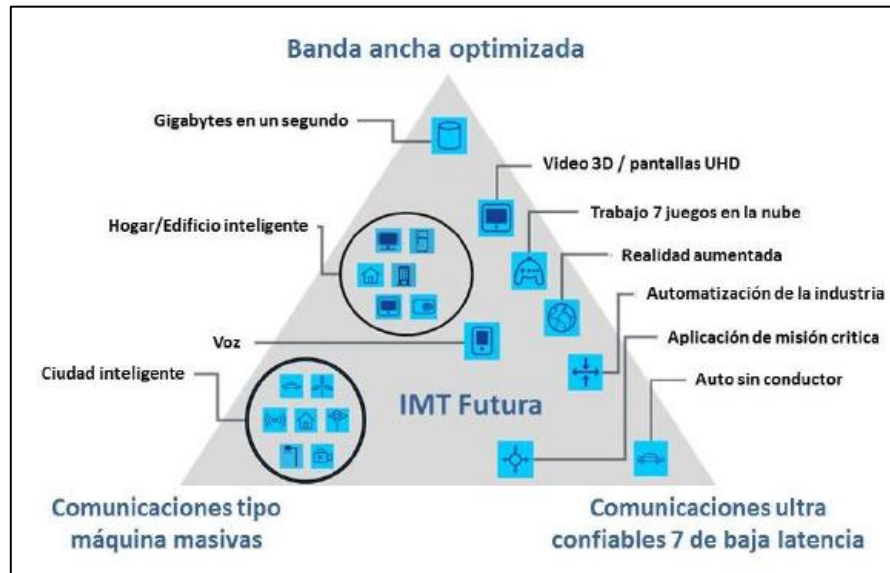 Banda ancha optimizada
Gigabytes en un segundo
Video 3D / pantallas UHD
Trabajo 7 juegos en la nube
Hogar/Edificio inteligente
Realidad aumentada
Automatización de la industria
Voz
Aplicación de misión critica
Ciudad inteligente
Auto sin conductor
IMT Futura
Comunicaciones tipo
máquina masivas
Comunicaciones ultra
confiables 7 de baja latencia